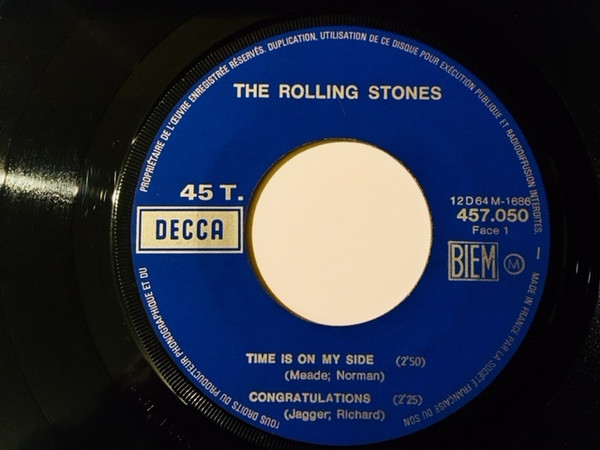 TOUS DROITS DU PRODUCTEUR PHONOGRAPHIQUE ET DU PROPRIÉTAIRE DE L'ŒUVRE ENREGISTRÉE RÉSERVÉS. DUPLICATION, UTILISATION DE CE DISQUE POUR EXÉCUTION PUBLIQUE ET RADIODIFFUSION INTERDITES.
THE ROLLING STONES
45 T.
DECCA
12 D 64 M-1686
457.050
Face 1
BIEM M
I MADE IN FRANCE PAR LA SOCIÉTÉ FRANÇAISE DU SON
TIME IS ON MY SIDE (2'50)
(Meade; Norman)
CONGRATULATIONS (2'25)
(Jagger; Richard)